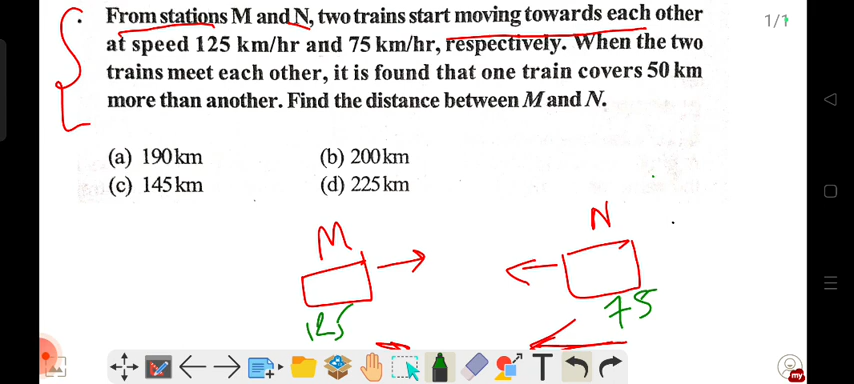 From stations M and N, two trains start moving towards each other
at speed 125 km/hr and 75 km/hr, respectively. When the two
trains meet each other, it is found that one train covers 50 km
more than another. Find the distance between M and N.
1/1
(a) 190 km (b) 200 km
(c) 145 km (d) 225 km
M N
125 75
T
my